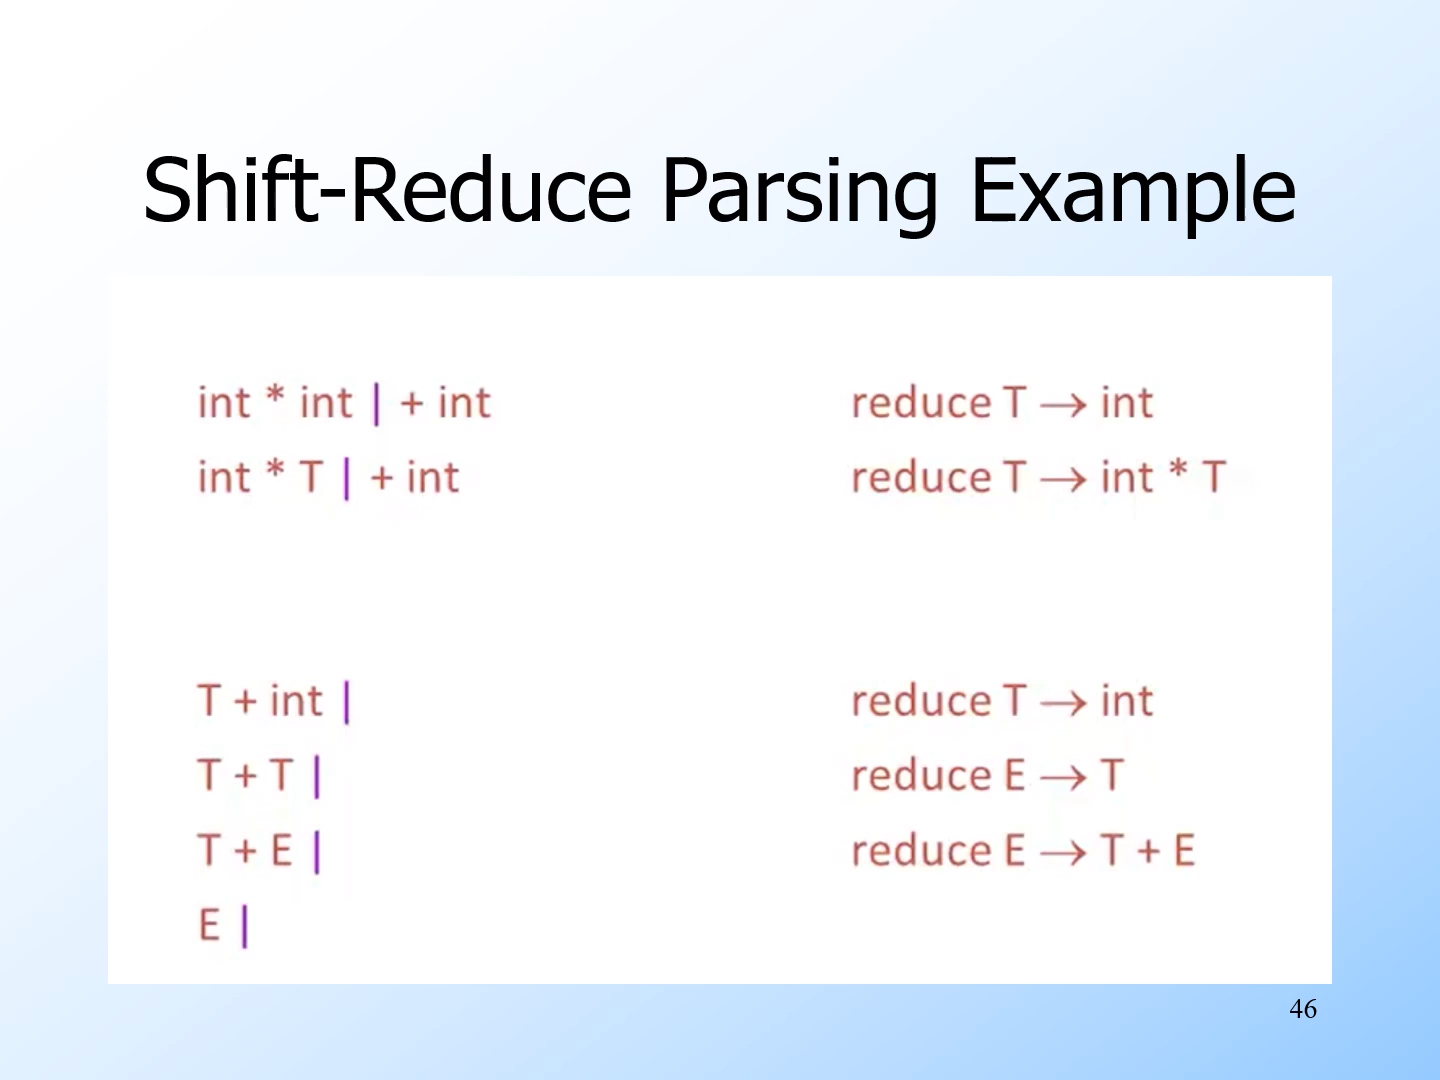 Shift-Reduce Parsing Example
int * int | + int reduce T → int
int * T | + int reduce T → int * T
T + int | reduce T → int
T + T | reduce E → T
T + E | reduce E → T + E
E |
46